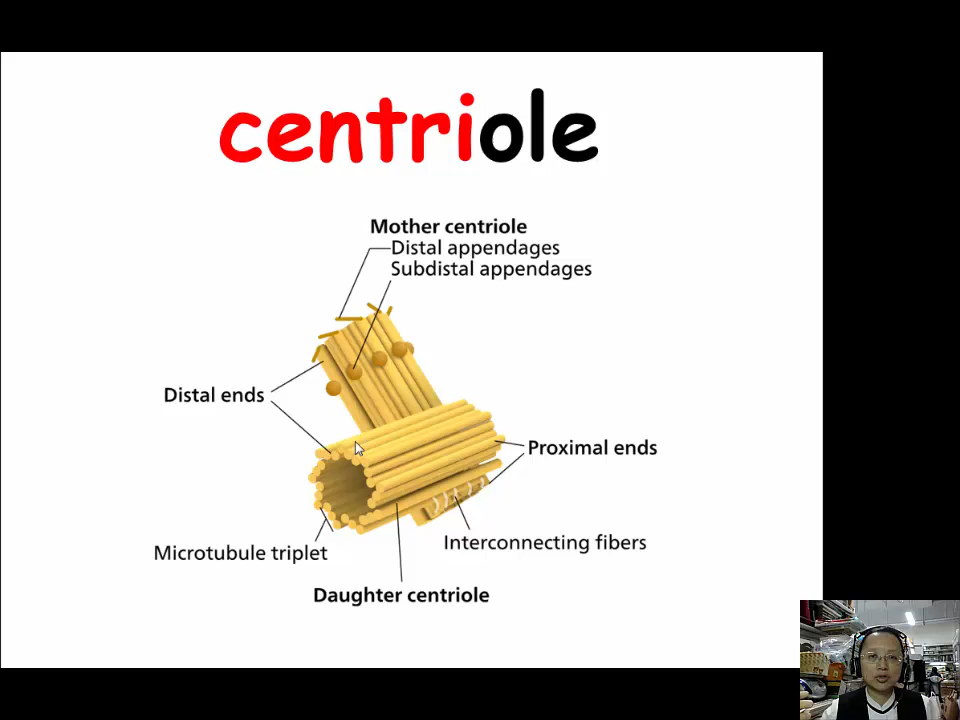 centriole
Mother centriole
Distal appendages
Subdistal appendages
Distal ends
Proximal ends
Interconnecting fibers
Microtubule triplet
Daughter centriole